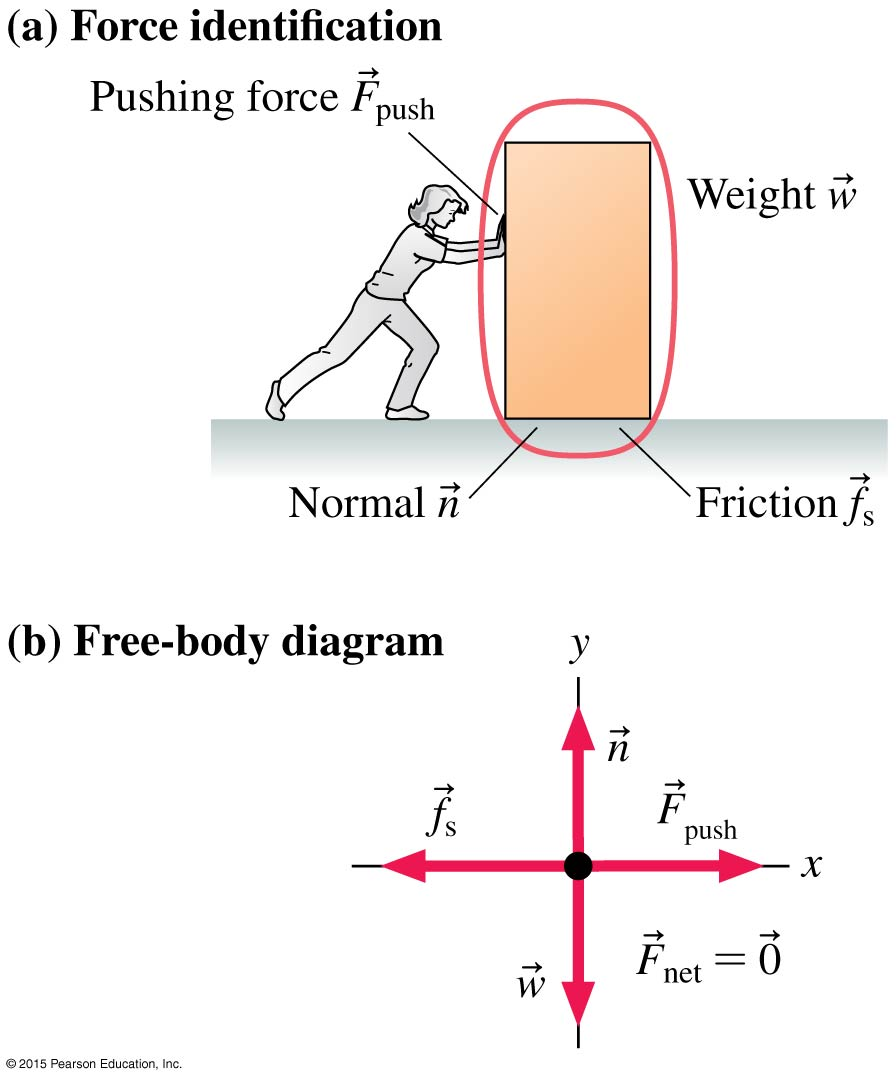 (a) Force identification
Pushing force F⃗push
Weight w⃗
Normal n⃗
Friction f⃗s
(b) Free-body diagram
y
n⃗
f⃗s
F⃗push
x
F⃗net = 0⃗
w⃗
© 2015 Pearson Education, Inc.